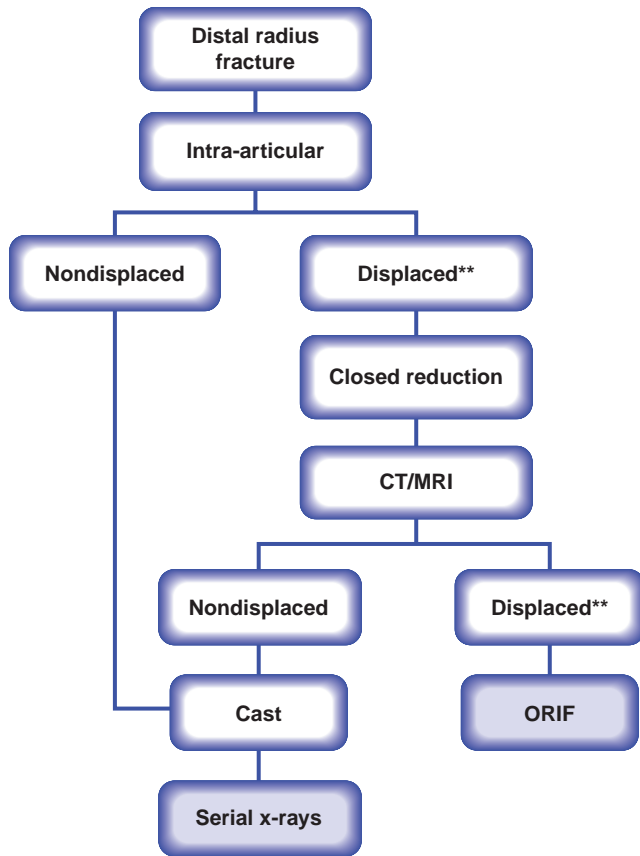 Distal radius
fracture
Intra-articular
Nondisplaced
Displaced**
Closed reduction
CT/MRI
Nondisplaced
Displaced**
Cast
ORIF
Serial x-rays